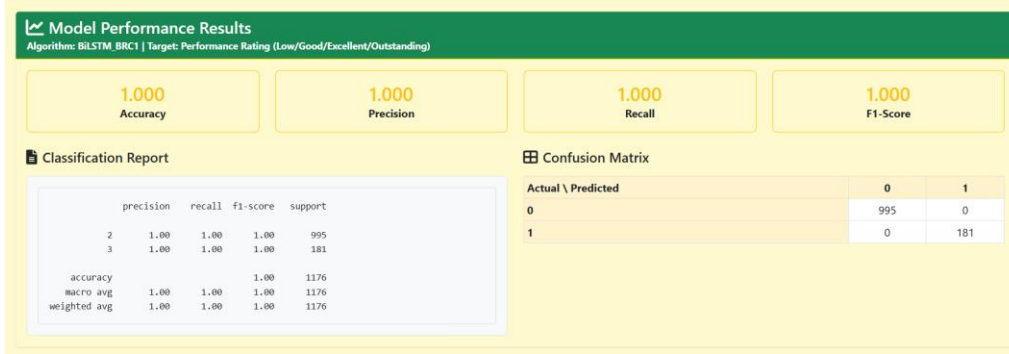 Model Performance Results
Algorithm: BiLSTM_BRC1 | Target: Performance Rating (Low/Good/Excellent/Outstanding)
1.000 1.000 1.000 1.000
Accuracy Precision Recall F1-Score
Classification Report
precision recall f1-score support
2 1.00 1.00 1.00 995
3 1.00 1.00 1.00 181
accuracy 1.00 1176
macro avg 1.00 1.00 1.00 1176
weighted avg 1.00 1.00 1.00 1176
Confusion Matrix
Actual \ Predicted 0 1
0 995 0
1 0 181